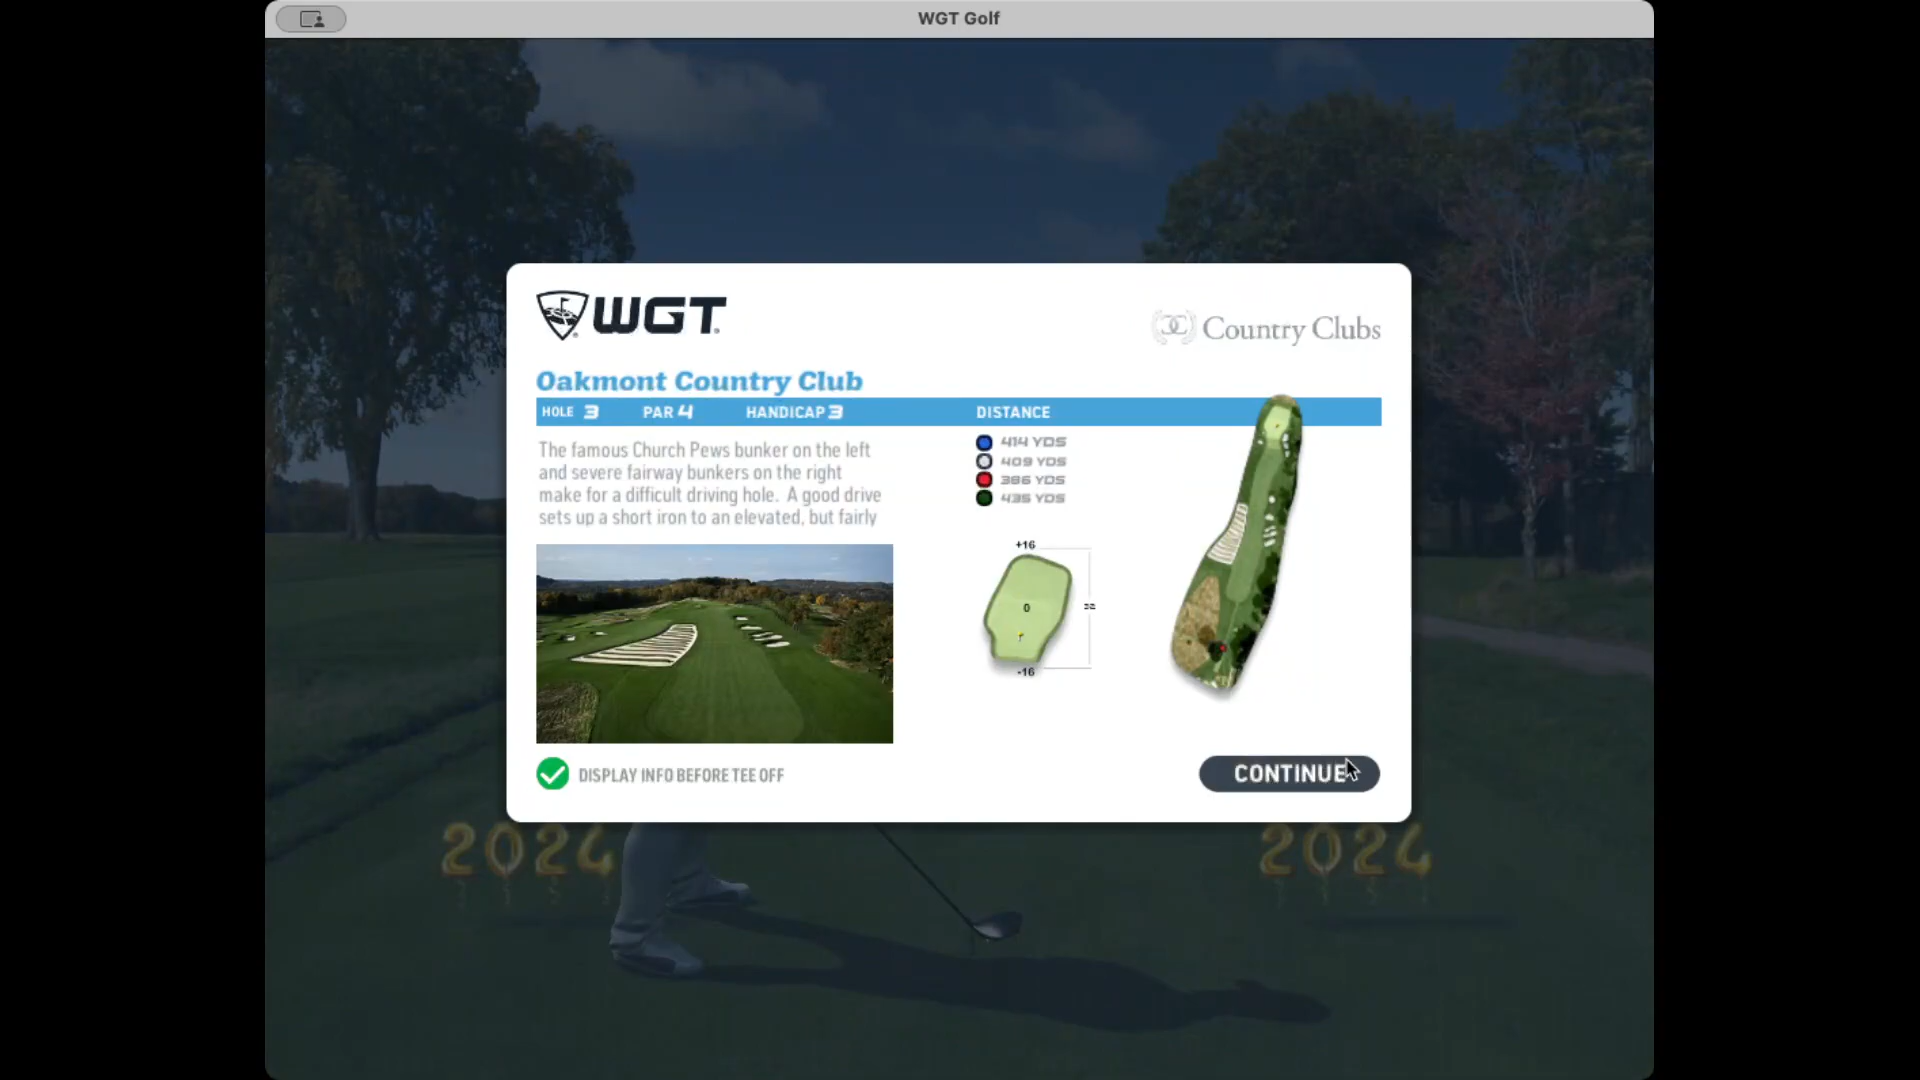 WGT Golf
WGT
Country Clubs
Oakmont Country Club
HOLE 3 PAR 4 HANDICAP 3 DISTANCE
The famous Church Pews bunker on the left
and severe fairway bunkers on the right
make for a difficult driving hole. A good drive
sets up a short iron to an elevated, but fairly
414 YDS
409 YDS
386 YDS
435 YDS
+16
0
32
-16
DISPLAY INFO BEFORE TEE OFF
CONTINUE
2024 2024